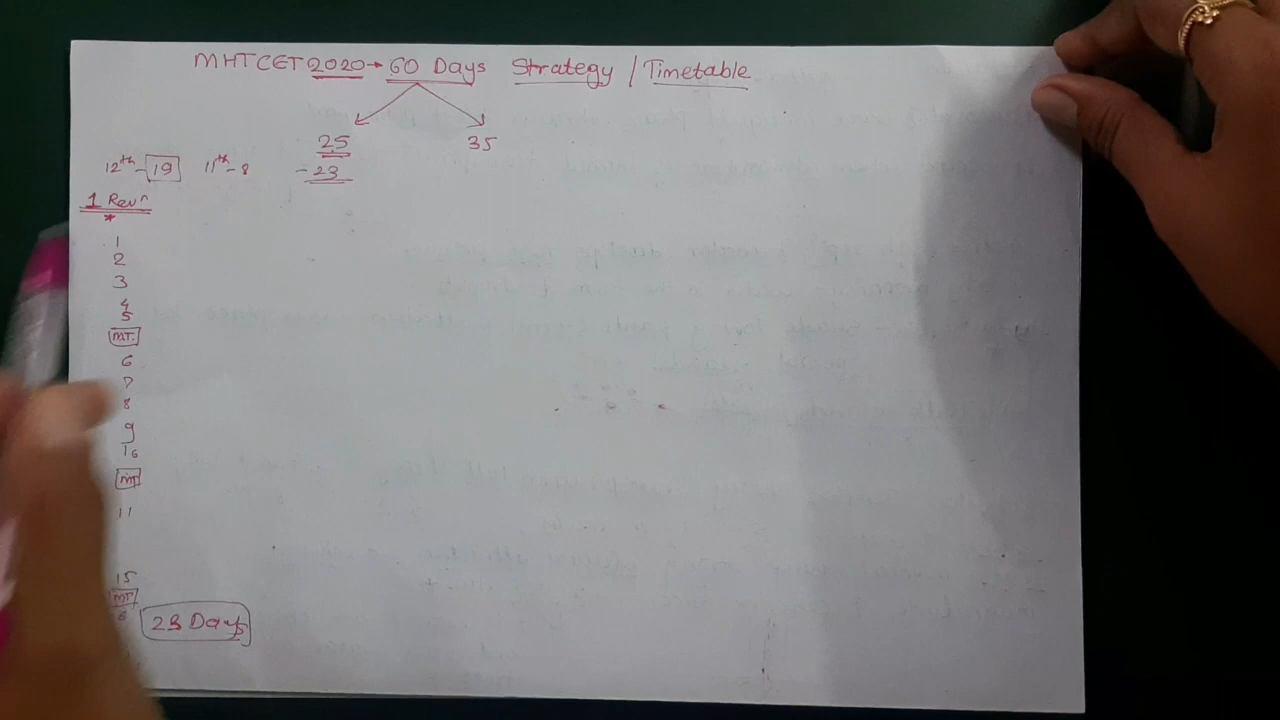 MHTCET 2020 → 60 Days Strategy / Timetable
25 35
12th - 19 11th - 8 - 23
1 Revn
*
1
2
3
4
5
MT.
6
7
8
9
10
MT
11
15
MT
23 Days